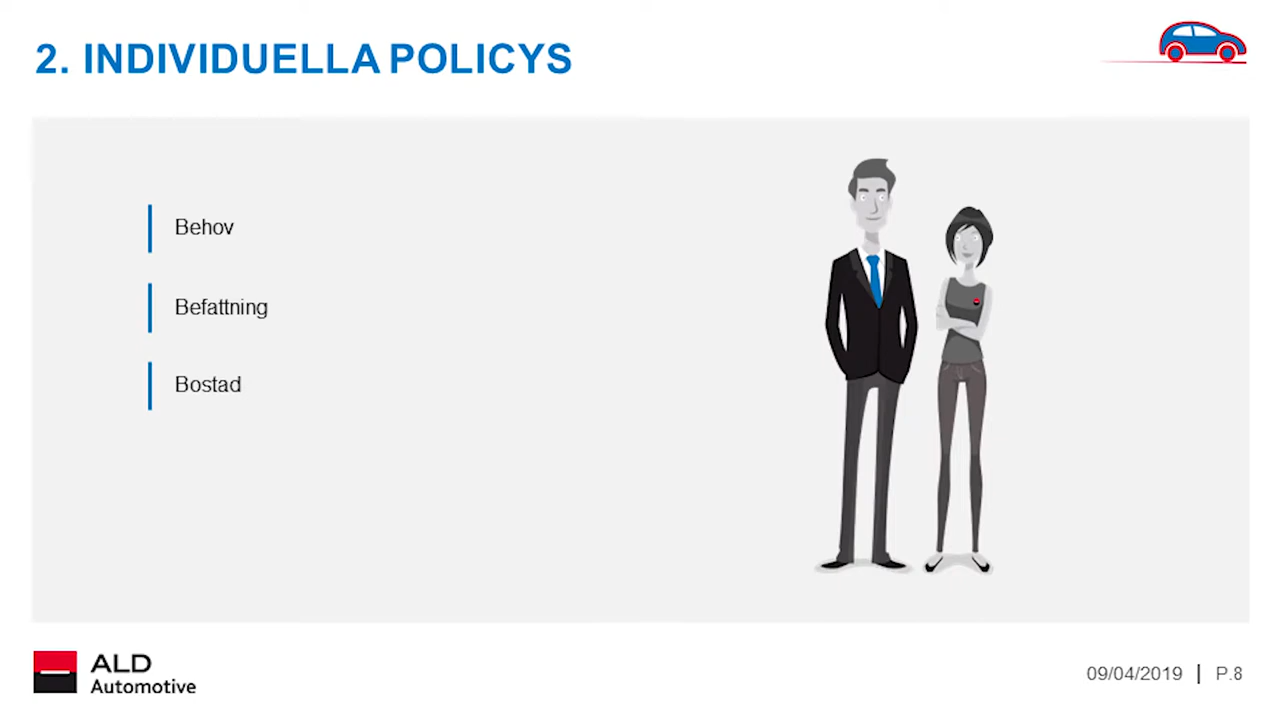 2. INDIVIDUELLA POLICYS
Behov
Befattning
Bostad
ALD
Automotive
09/04/2019 | P.8